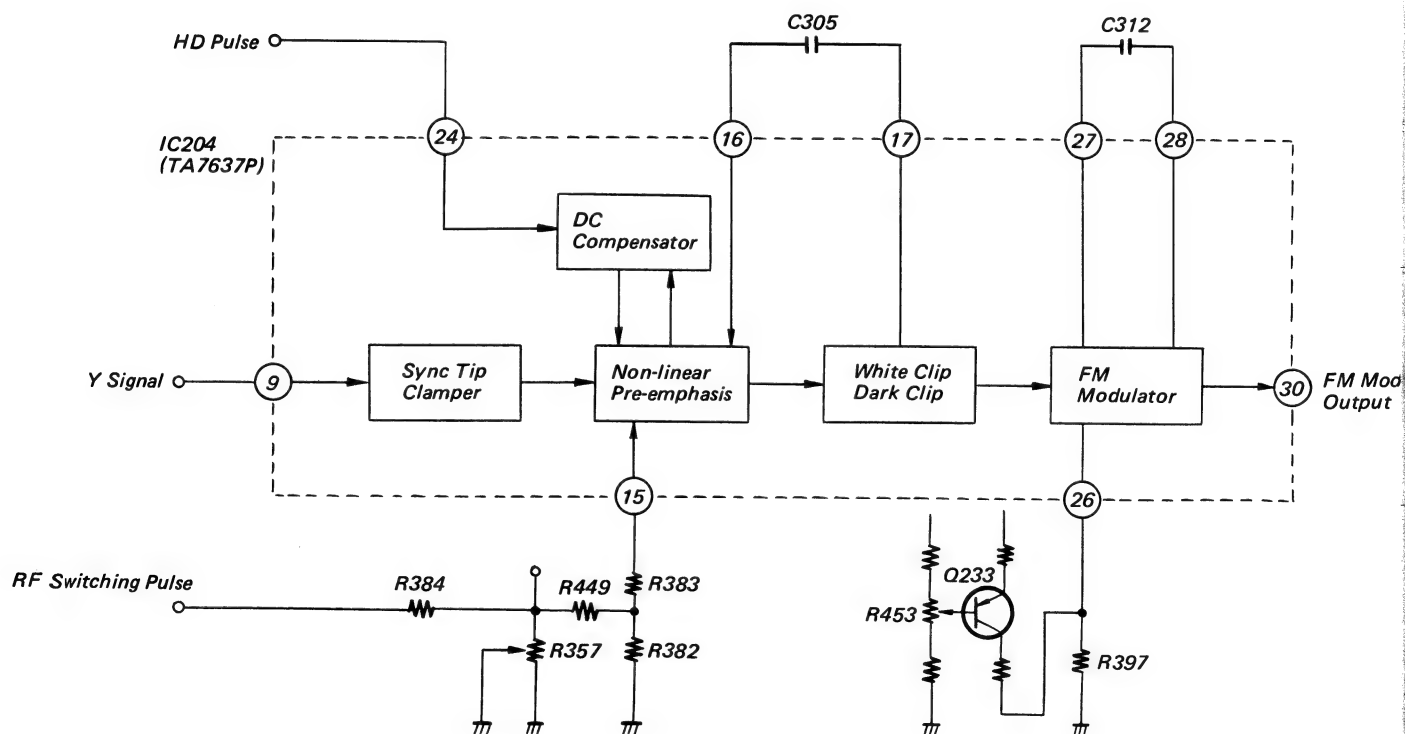 C305
C312
HD Pulse
IC204
(TA7637P)
24
16
17
27
28
DC
Compensator
Y Signal
9
Sync Tip
Clamper
Non-linear
Pre-emphasis
White Clip
Dark Clip
FM
Modulator
30
FM Mod
Output
15
26
RF Switching Pulse
R384
R449
R383
R357
R382
Q233
R453
R397